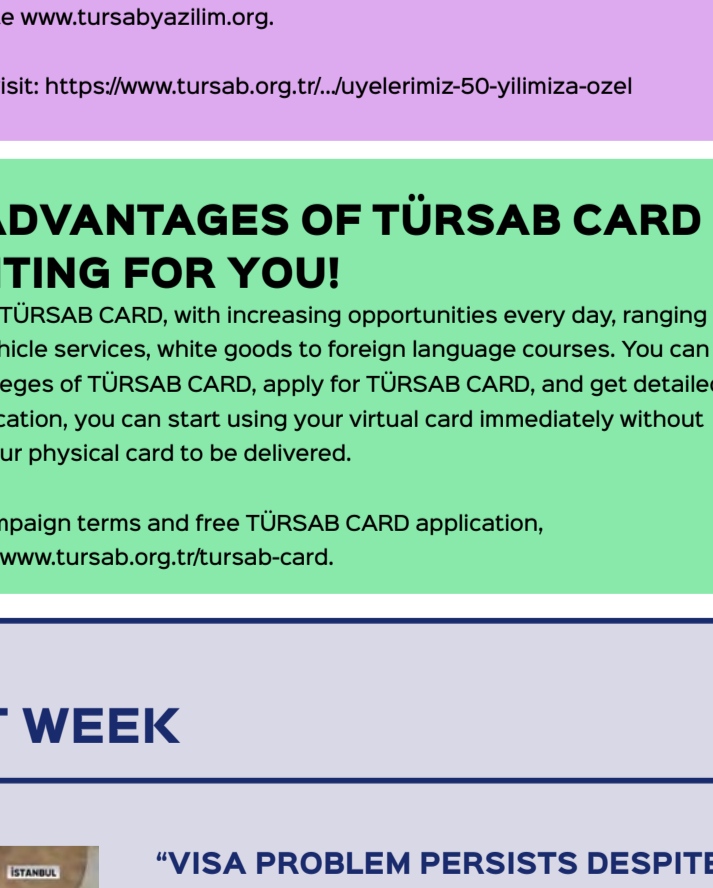 www.tursabyazilim.org.
isit: https://www.tursab.org.tr/.../uyelerimiz-50-yilimiza-ozel
ADVANTAGES OF TÜRSAB CARD
ITING FOR YOU!
TÜRSAB CARD, with increasing opportunities every day, ranging
hicle services, white goods to foreign language courses. You can
eges of TÜRSAB CARD, apply for TÜRSAB CARD, and get detailed
cation, you can start using your virtual card immediately without
ur physical card to be delivered.
mpaign terms and free TÜRSAB CARD application,
www.tursab.org.tr/tursab-card.
T WEEK
İSTANBUL
“VISA PROBLEM PERSISTS DESPITE